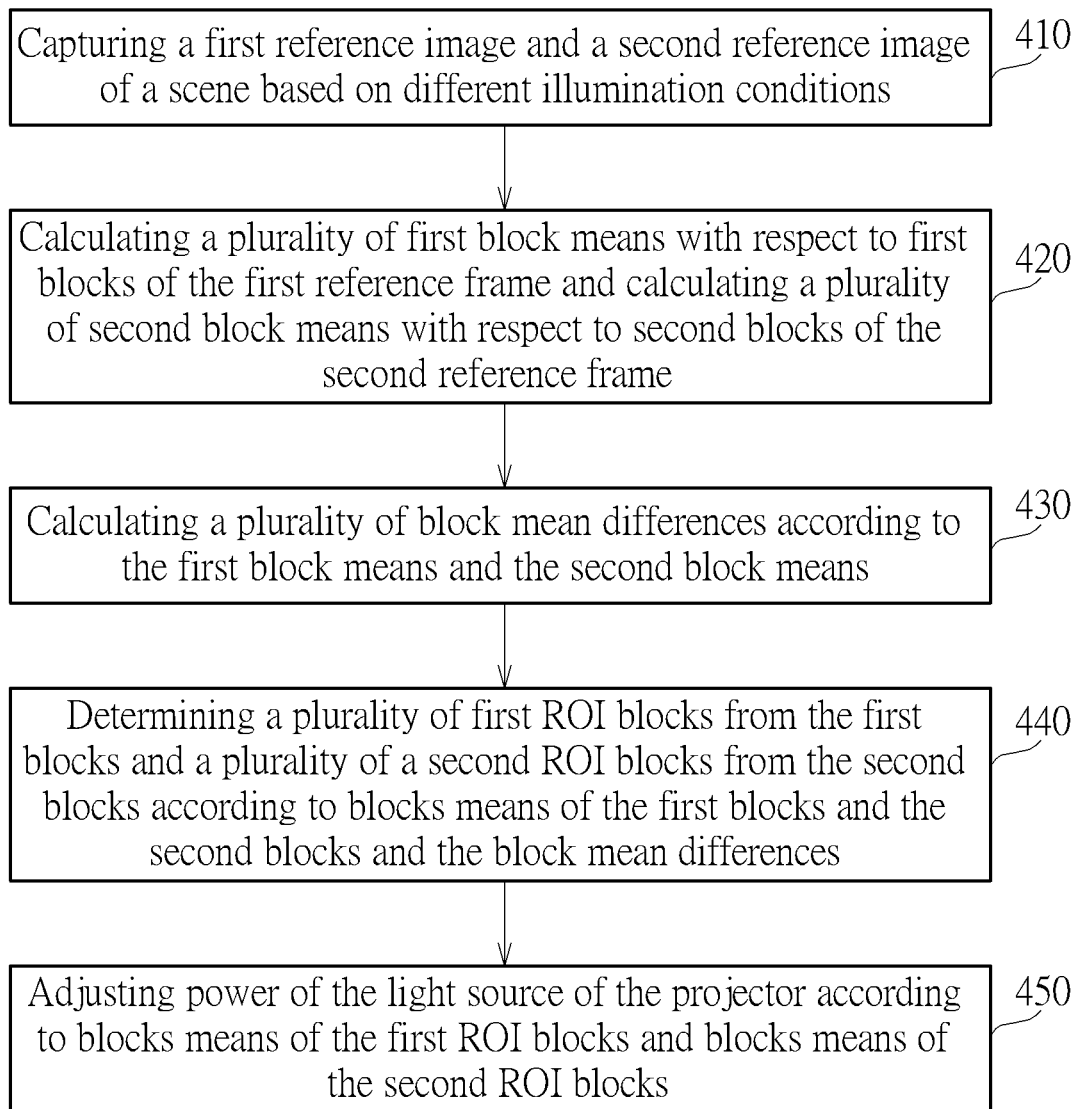 Capturing a first reference image and a second reference image
of a scene based on different illumination conditions
410
Calculating a plurality of first block means with respect to first
blocks of the first reference frame and calculating a plurality
of second block means with respect to second blocks of the
second reference frame
420
Calculating a plurality of block mean differences according to
the first block means and the second block means
430
Determining a plurality of first ROI blocks from the first
blocks and a plurality of a second ROI blocks from the second
blocks according to blocks means of the first blocks and the
second blocks and the block mean differences
440
Adjusting power of the light source of the projector according
to blocks means of the first ROI blocks and blocks means of
the second ROI blocks
450